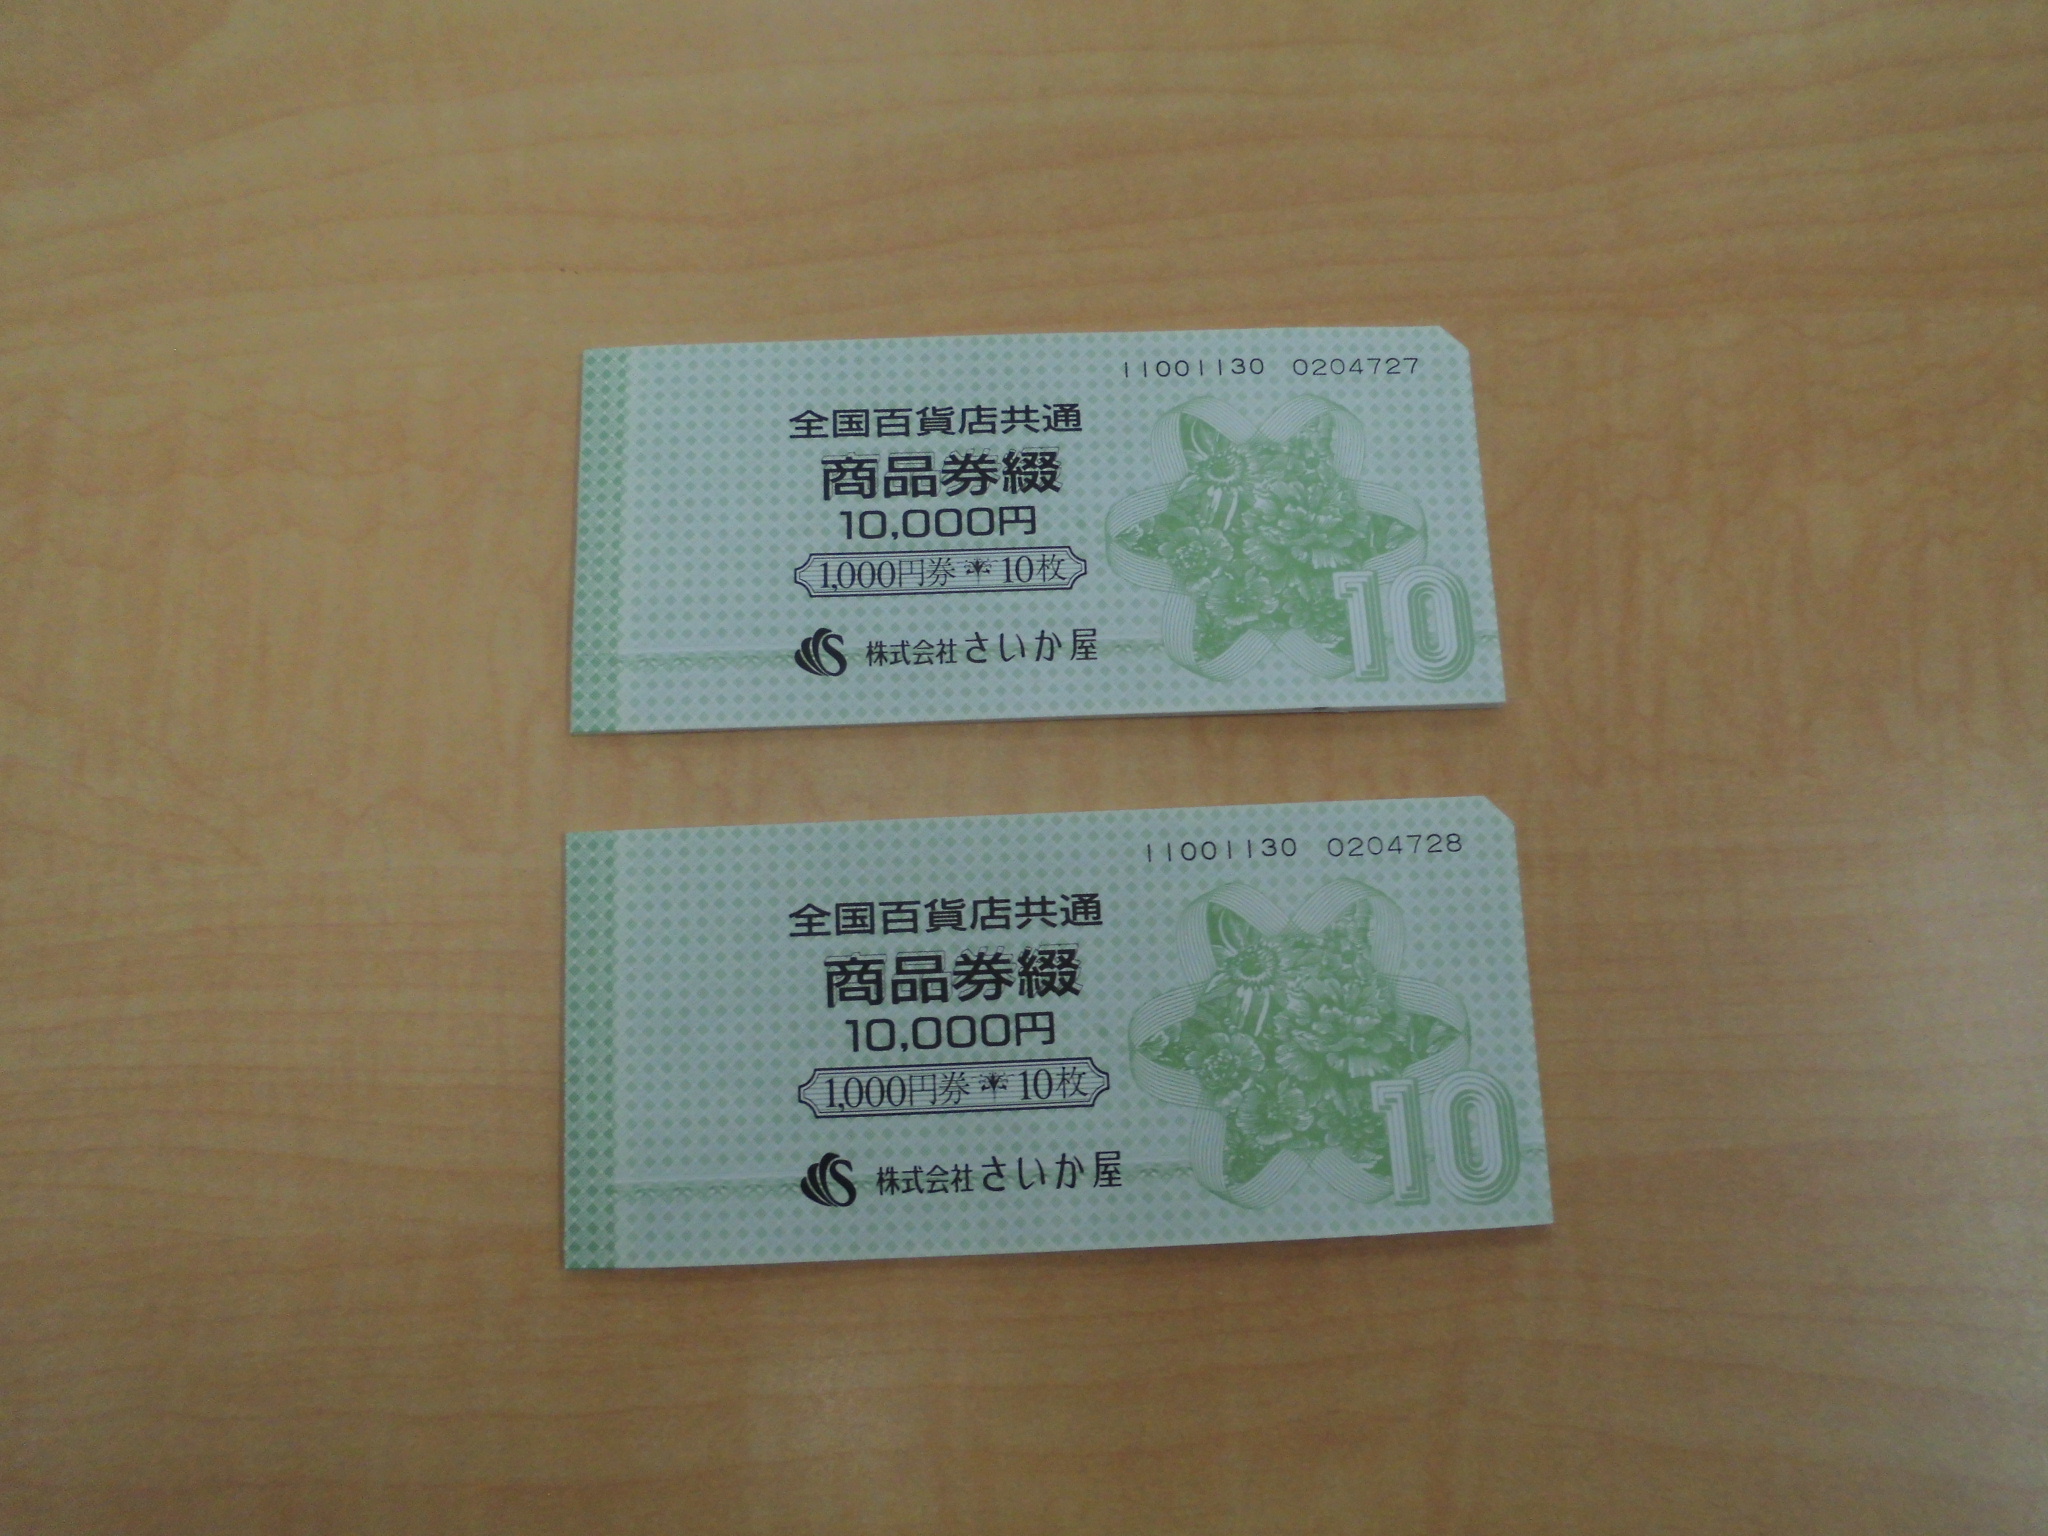 11001130 0204727
全国百貨店共通
商品券綴
10,000円
1,000円券 10枚
株式会社さいか屋
10
11001130 0204728
全国百貨店共通
商品券綴
10,000円
1,000円券 10枚
株式会社さいか屋
10